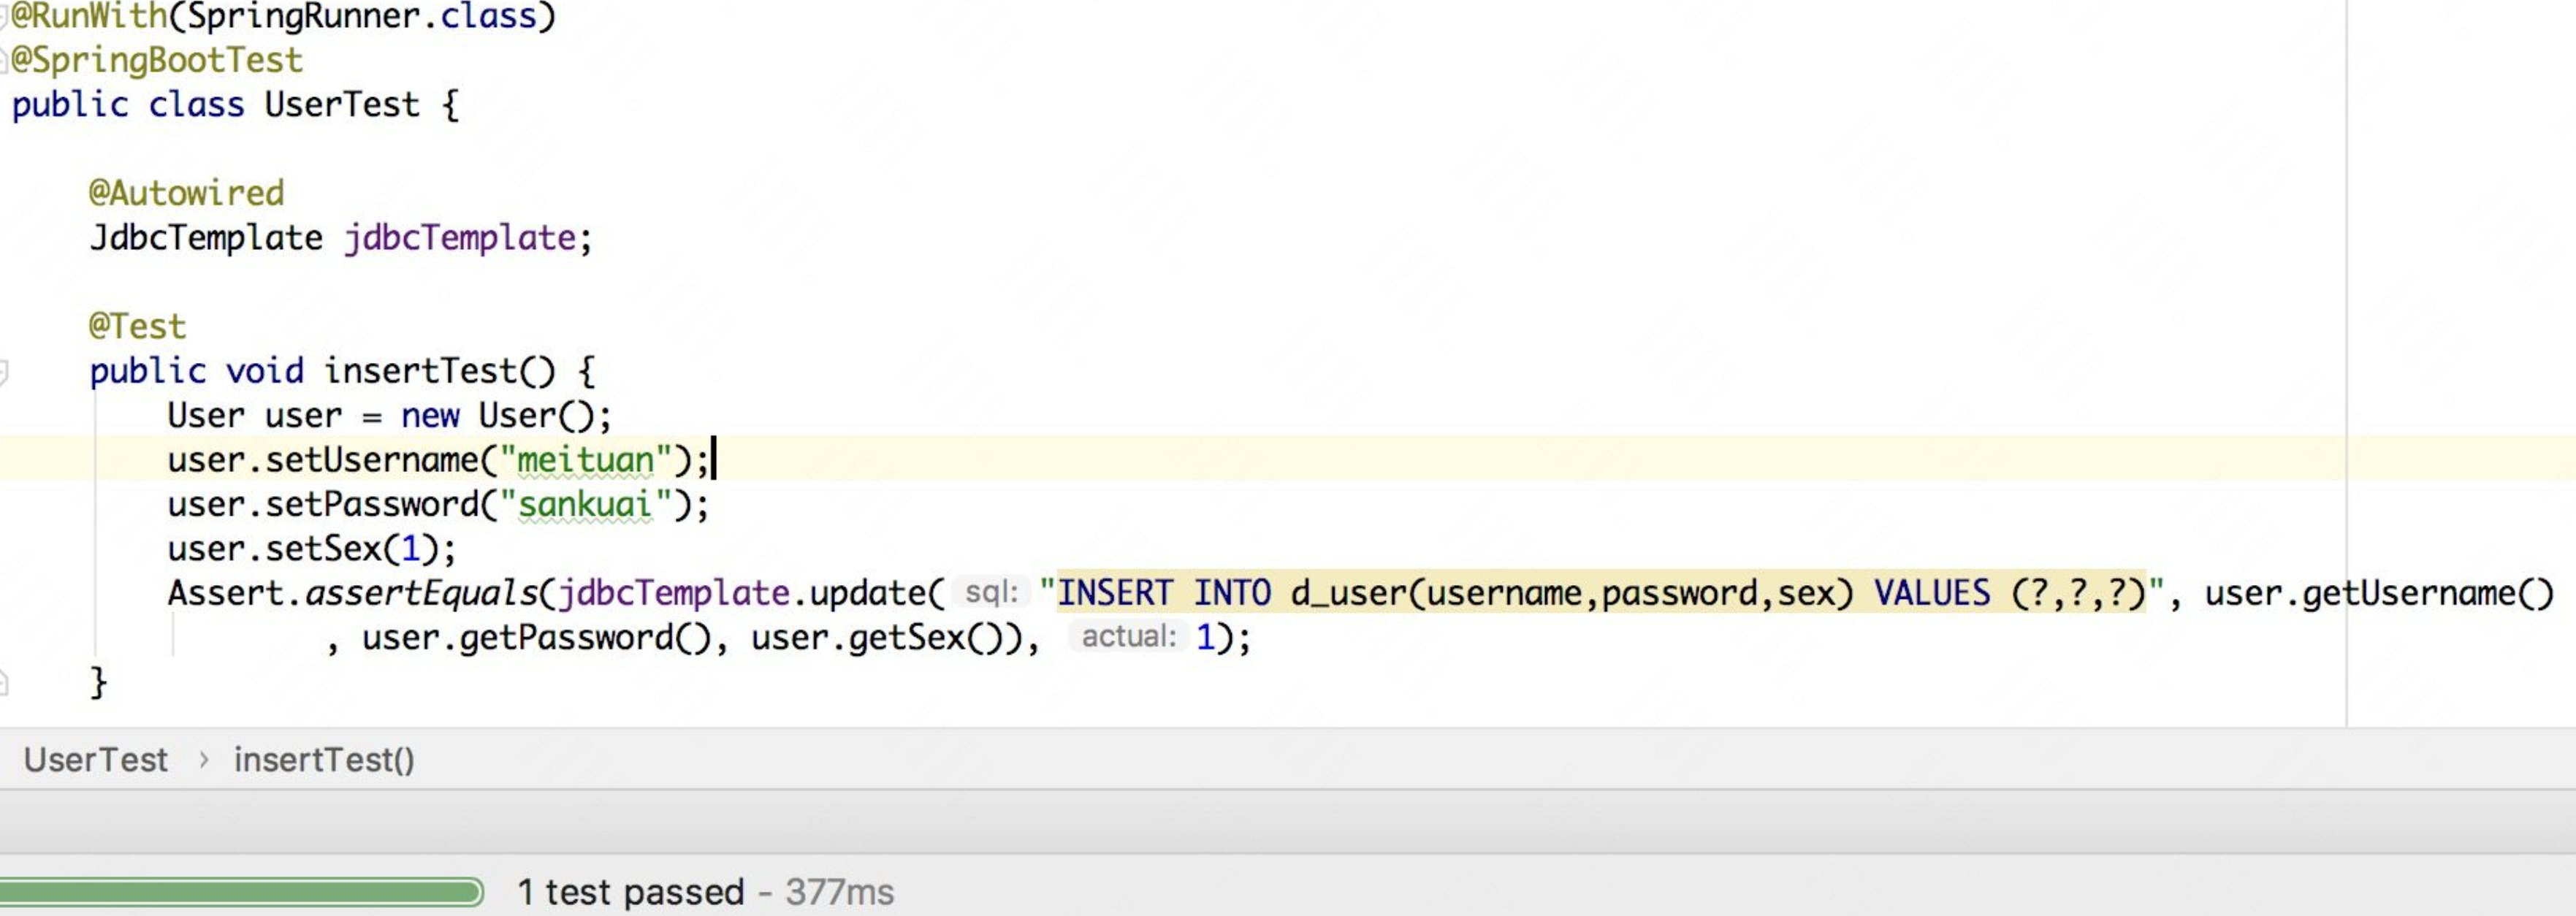 @RunWith(SpringRunner.class)
@SpringBootTest
public class UserTest {
@Autowired
JdbcTemplate jdbcTemplate;
@Test
public void insertTest() {
User user = new User();
user.setUsername("meituan");
user.setPassword("sankuai");
user.setSex(1);
Assert.assertEquals(jdbcTemplate.update( sql: "INSERT INTO d_user(username,password,sex) VALUES (?,?,?)", user.getUsername()
, user.getPassword(), user.getSex()), actual: 1);
}
UserTest › insertTest()
1 test passed – 377ms